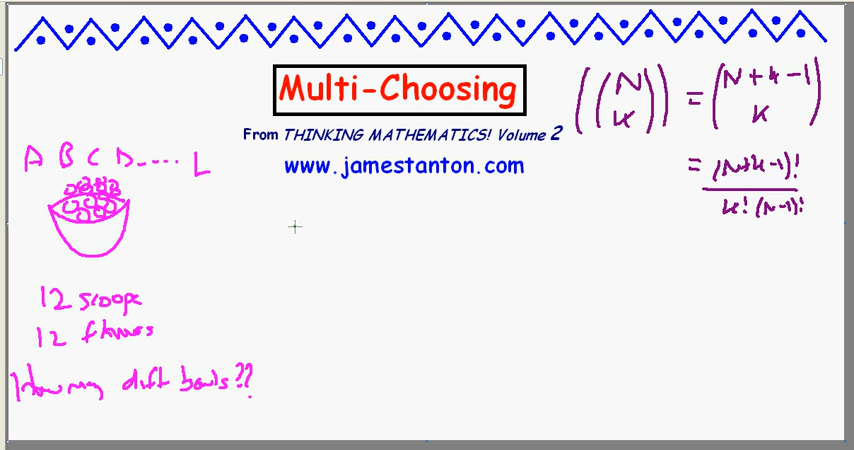 Multi-Choosing
From THINKING MATHEMATICS! Volume 2
www.jamestanton.com
((N K)) = (N+k-1 K)
= (N+k-1)! / k! (N-1)!
A B C D.... L
12 scoops
12 flavors
How many diff bowls??